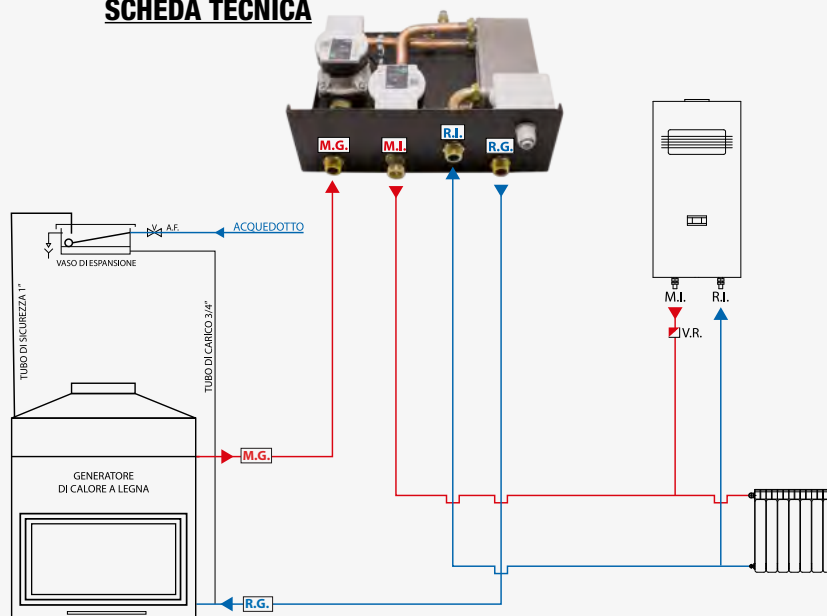 SCHEDA TECNICA
M.G.
M.I.
R.I.
R.G.
V
A.F.
ACQUEDOTTO
VASO DI ESPANSIONE
TUBO DI SICUREZZA 1"
TUBO DI CARICO 3/4"
M.I.
R.I.
V.R.
M.G.
GENERATORE
DI CALORE A LEGNA
R.G.